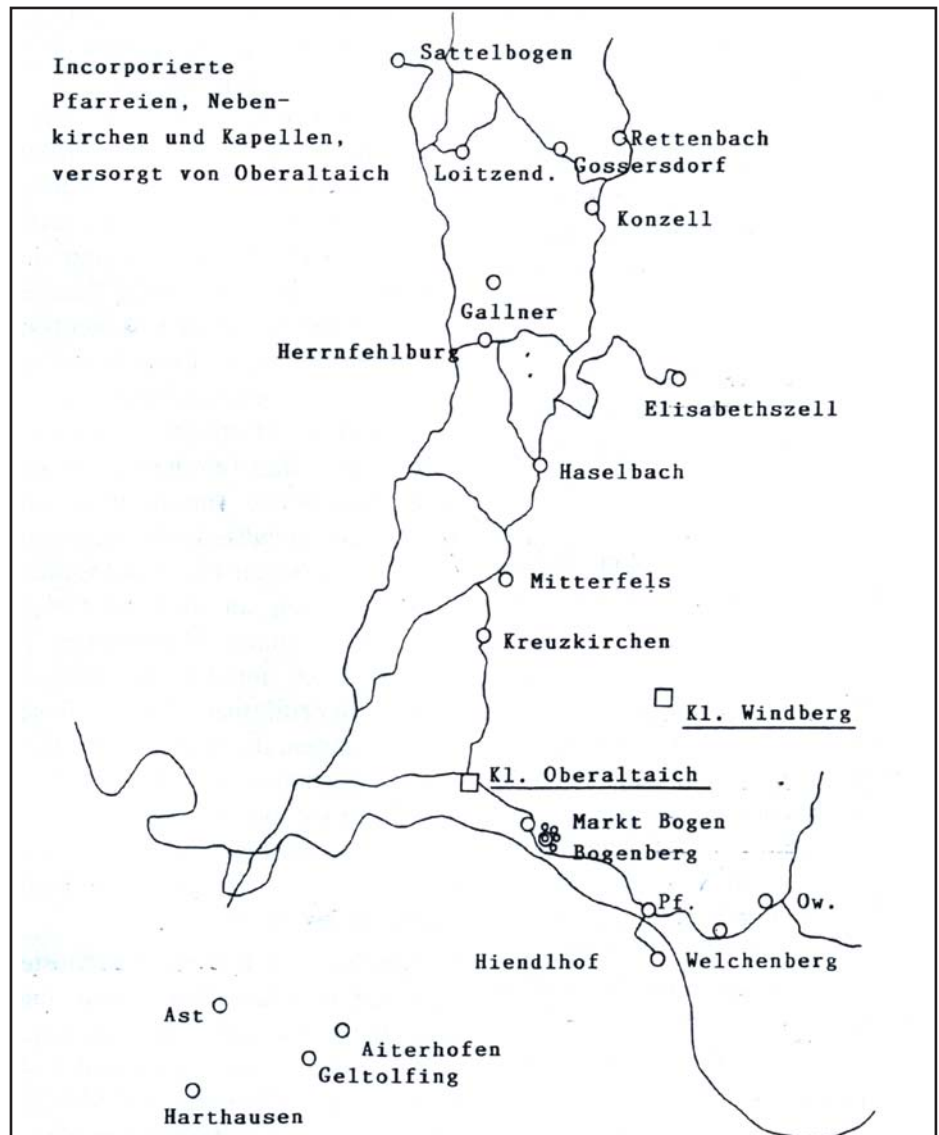 Incorporierte
Pfarreien, Neben-
kirchen und Kapellen,
versorgt von Oberaltaich
Sattelbogen
Rettenbach
Gossersdorf
Loitzend.
Konzell
Gallner
Herrnfehlburg
Elisabethszell
Haselbach
Mitterfels
Kreuzkirchen
Kl. Windberg
Kl. Oberaltaich
Markt Bogen
Bogenberg
Pf.
Ow.
Hiendlhof
Welchenberg
Ast
Aiterhofen
Geltolfing
Harthausen